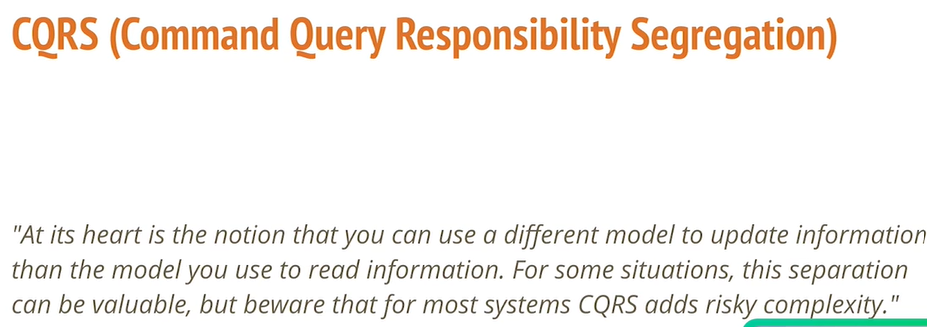 CQRS (Command Query Responsibility Segregation)
"At its heart is the notion that you can use a different model to update information
than the model you use to read information. For some situations, this separation
can be valuable, but beware that for most systems CQRS adds risky complexity."